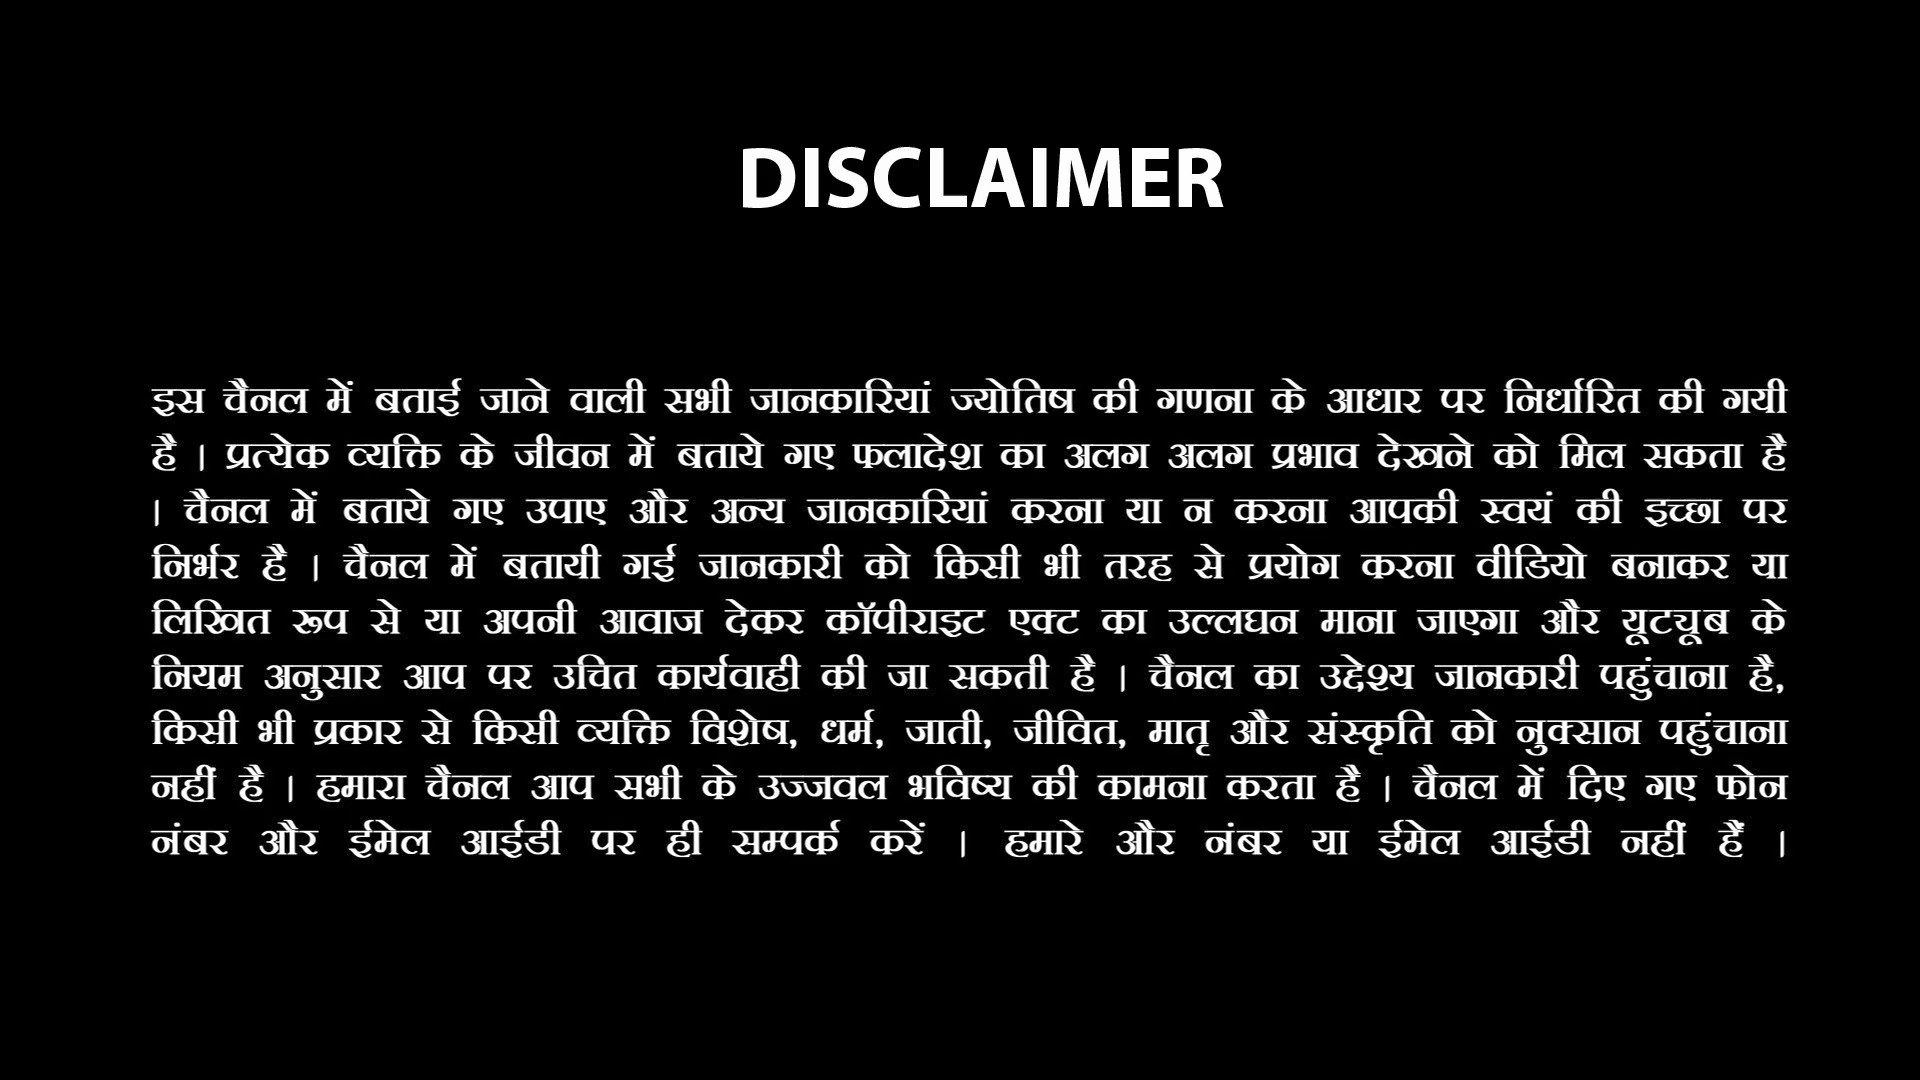 DISCLAIMER
इस चैनल में बताई जाने वाली सभी जानकारियां ज्योतिष की गणना के आधार पर निर्धारित की गयी
है । प्रत्येक व्यक्ति के जीवन में बताये गए फलादेश का अलग अलग प्रभाव देखने को मिल सकता है
। चैनल में बताये गए उपाए और अन्य जानकारियां करना या न करना आपकी स्वयं की इच्छा पर
निर्भर है । चैनल में बतायी गई जानकारी को किसी भी तरह से प्रयोग करना वीडियो बनाकर या
लिखित रूप से या अपनी आवाज देकर कॉपीराइट एक्ट का उल्लघन माना जाएगा और यूट्यूब के
नियम अनुसार आप पर उचित कार्यवाही की जा सकती है । चैनल का उद्देश्य जानकारी पहुंचाना है,
किसी भी प्रकार से किसी व्यक्ति विशेष, धर्म, जाती, जीवित, मातृ और संस्कृति को नुक्सान पहुंचाना
नहीं है । हमारा चैनल आप सभी के उज्जवल भविष्य की कामना करता है । चैनल में दिए गए फोन
नंबर और ईमेल आईडी पर ही सम्पर्क करें । हमारे और नंबर या ईमेल आईडी नहीं हैं ।